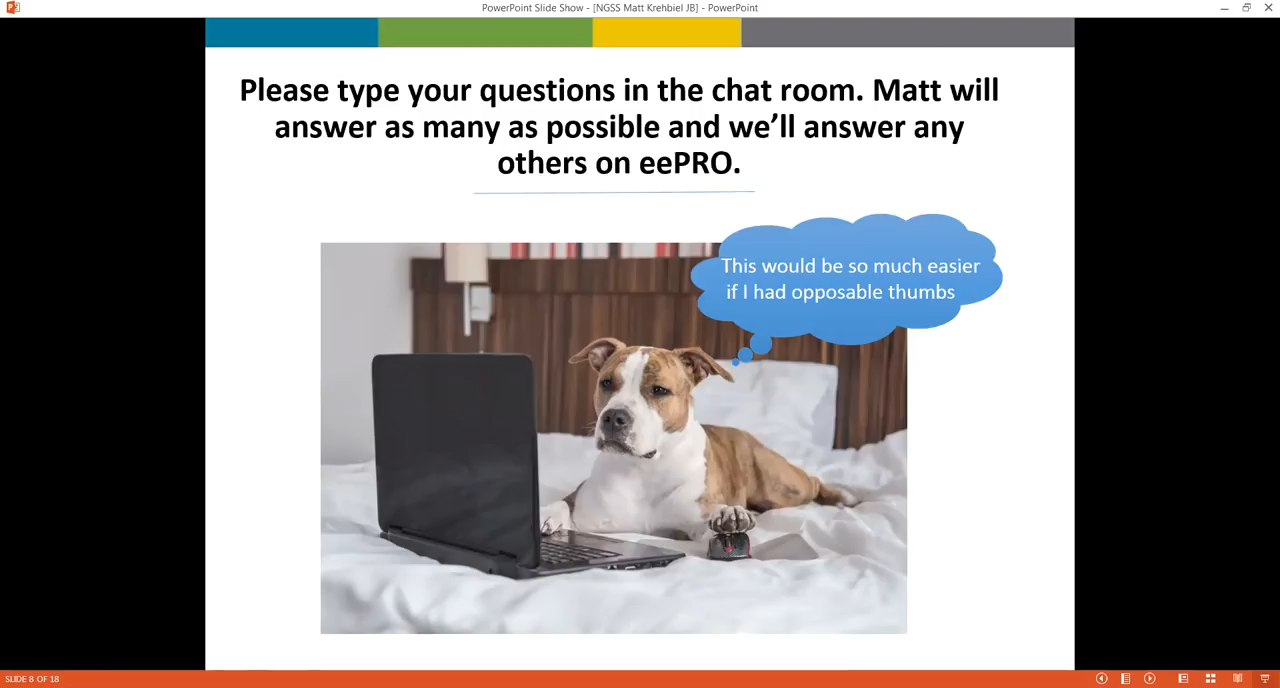 PowerPoint Slide Show - [NGSS Matt Krehbiel JB] - PowerPoint
Please type your questions in the chat room. Matt will
answer as many as possible and we’ll answer any
others on eePRO.
This would be so much easier
if I had opposable thumbs
SLIDE 8 OF 18